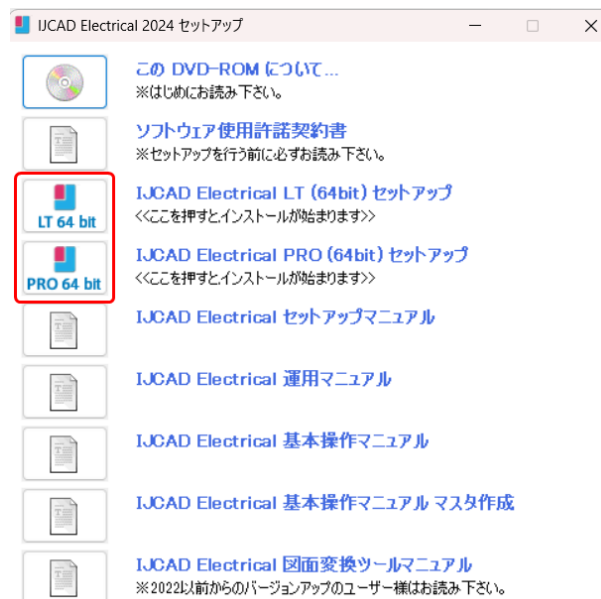 IJCAD Electrical 2024 セットアップ
この DVD-ROM について...
※はじめにお読み下さい。
ソフトウェア使用許諾契約書
※セットアップを行う前に必ずお読み下さい。
LT 64 bit
IJCAD Electrical LT (64bit) セットアップ
<<ここを押すとインストールが始まります>>
PRO 64 bit
IJCAD Electrical PRO (64bit) セットアップ
<<ここを押すとインストールが始まります>>
IJCAD Electrical セットアップマニュアル
IJCAD Electrical 運用マニュアル
IJCAD Electrical 基本操作マニュアル
IJCAD Electrical 基本操作マニュアル マスタ作成
IJCAD Electrical 図面変換ツールマニュアル
※2022以前からのバージョンアップのユーザー様はお読み下さい。